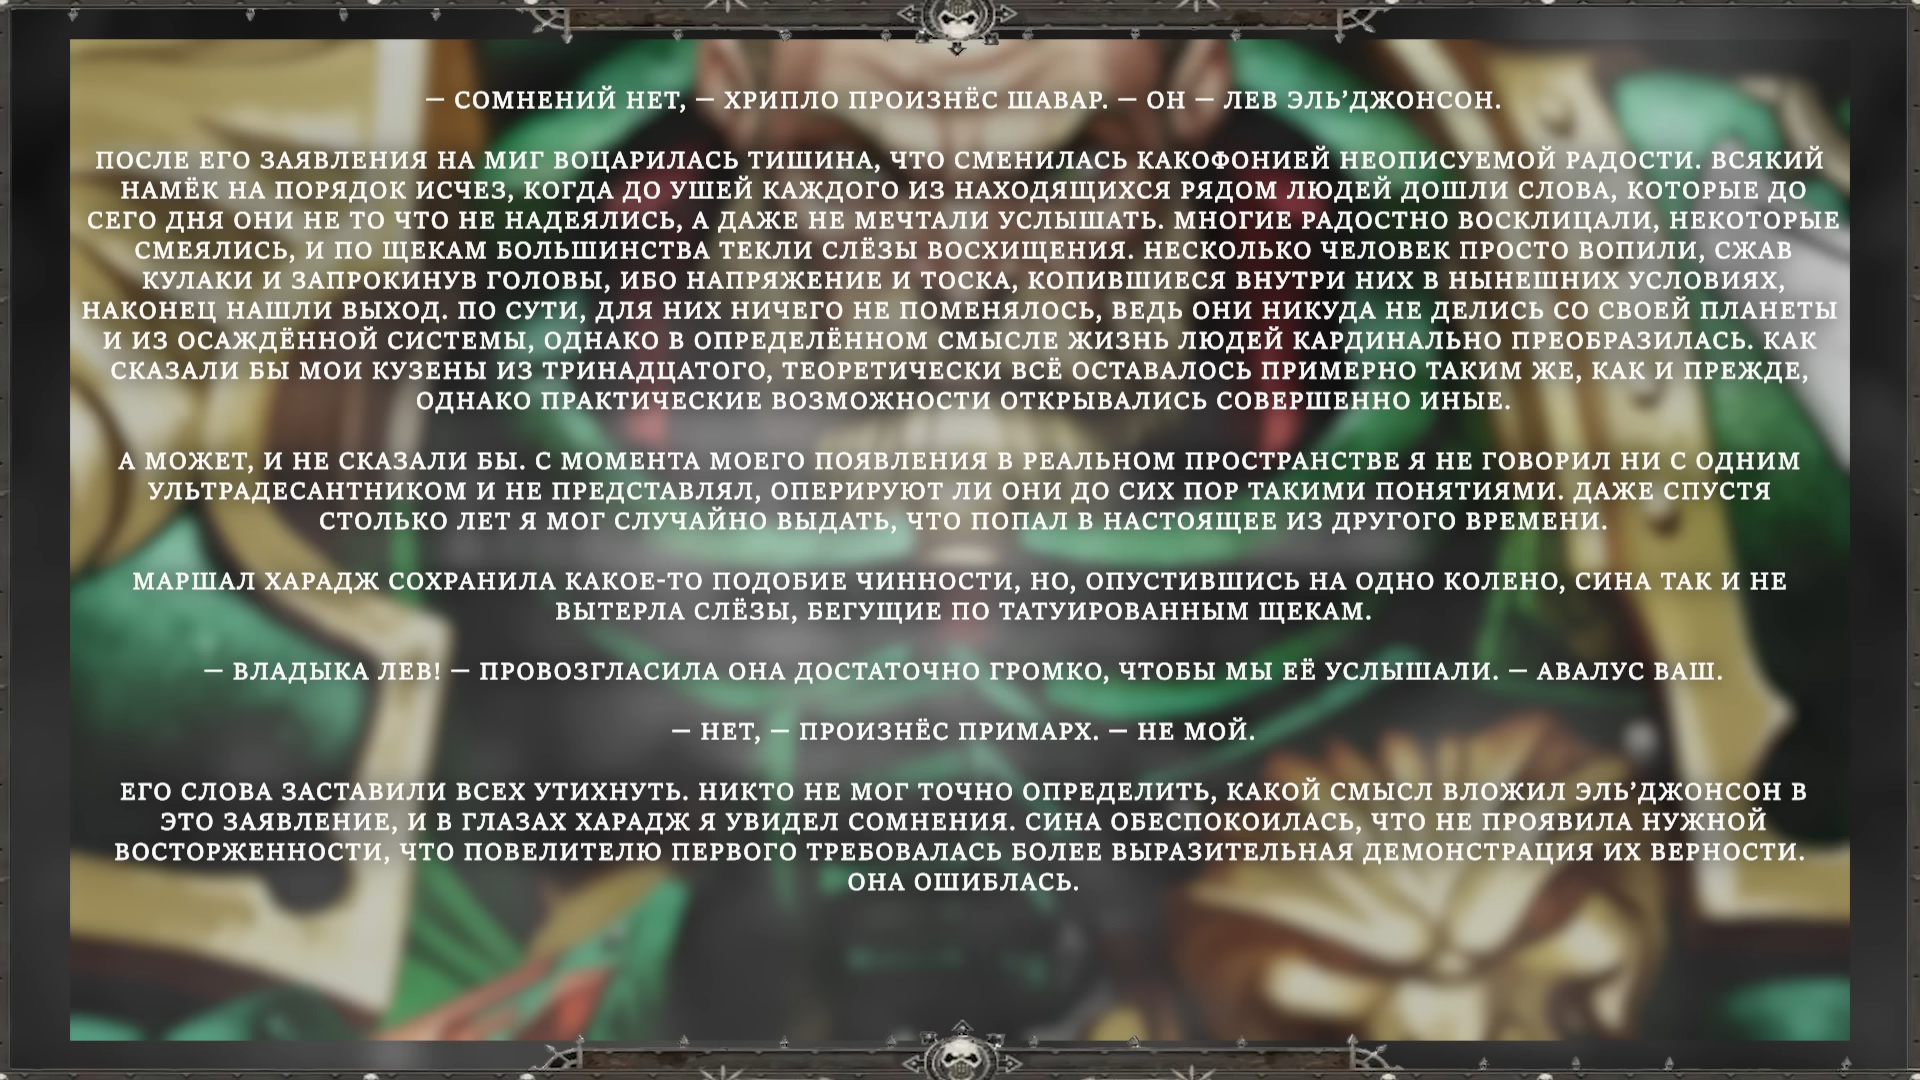 — СОМНЕНИЙ НЕТ, — ХРИПЛО ПРОИЗНЁС ШАВАР. — ОН — ЛЕВ ЭЛЬ’ДЖОНСОН.
ПОСЛЕ ЕГО ЗАЯВЛЕНИЯ НА МИГ ВОЦАРИЛАСЬ ТИШИНА, ЧТО СМЕНИЛАСЬ КАКОФОНИЕЙ НЕОПИСУЕМОЙ РАДОСТИ. ВСЯКИЙ
НАМЁК НА ПОРЯДОК ИСЧЕЗ, КОГДА ДО УШЕЙ КАЖДОГО ИЗ НАХОДЯЩИХСЯ РЯДОМ ЛЮДЕЙ ДОШЛИ СЛОВА, КОТОРЫЕ ДО
СЕГО ДНЯ ОНИ НЕ ТО ЧТО НЕ НАДЕЯЛИСЬ, А ДАЖЕ НЕ МЕЧТАЛИ УСЛЫШАТЬ. МНОГИЕ РАДОСТНО ВОСКЛИЦАЛИ, НЕКОТОРЫЕ
СМЕЯЛИСЬ, И ПО ЩЕКАМ БОЛЬШИНСТВА ТЕКЛИ СЛЁЗЫ ВОСХИЩЕНИЯ. НЕСКОЛЬКО ЧЕЛОВЕК ПРОСТО ВОПИЛИ, СЖАВ
КУЛАКИ И ЗАПРОКИНУВ ГОЛОВЫ, ИБО НАПРЯЖЕНИЕ И ТОСКА, КОПИВШИЕСЯ ВНУТРИ НИХ В НЫНЕШНИХ УСЛОВИЯХ,
НАКОНЕЦ НАШЛИ ВЫХОД. ПО СУТИ, ДЛЯ НИХ НИЧЕГО НЕ ПОМЕНЯЛОСЬ, ВЕДЬ ОНИ НИКУДА НЕ ДЕЛИСЬ СО СВОЕЙ ПЛАНЕТЫ
И ИЗ ОСАЖДЁННОЙ СИСТЕМЫ, ОДНАКО В ОПРЕДЕЛЁННОМ СМЫСЛЕ ЖИЗНЬ ЛЮДЕЙ КАРДИНАЛЬНО ПРЕОБРАЗИЛАСЬ. КАК
СКАЗАЛИ БЫ МОИ КУЗЕНЫ ИЗ ТРИНАДЦАТОГО, ТЕОРЕТИЧЕСКИ ВСЁ ОСТАВАЛОСЬ ПРИМЕРНО ТАКИМ ЖЕ, КАК И ПРЕЖДЕ,
ОДНАКО ПРАКТИЧЕСКИЕ ВОЗМОЖНОСТИ ОТКРЫВАЛИСЬ СОВЕРШЕННО ИНЫЕ.
А МОЖЕТ, И НЕ СКАЗАЛИ БЫ. С МОМЕНТА МОЕГО ПОЯВЛЕНИЯ В РЕАЛЬНОМ ПРОСТРАНСТВЕ Я НЕ ГОВОРИЛ НИ С ОДНИМ
УЛЬТРАДЕСАНТНИКОМ И НЕ ПРЕДСТАВЛЯЛ, ОПЕРИРУЮТ ЛИ ОНИ ДО СИХ ПОР ТАКИМИ ПОНЯТИЯМИ. ДАЖЕ СПУСТЯ
СТОЛЬКО ЛЕТ Я МОГ СЛУЧАЙНО ВЫДАТЬ, ЧТО ПОПАЛ В НАСТОЯЩЕЕ ИЗ ДРУГОГО ВРЕМЕНИ.
МАРШАЛ ХАРАДЖ СОХРАНИЛА КАКОЕ-ТО ПОДОБИЕ ЧИННОСТИ, НО, ОПУСТИВШИСЬ НА ОДНО КОЛЕНО, СИНА ТАК И НЕ
ВЫТЕРЛА СЛЁЗЫ, БЕГУЩИЕ ПО ТАТУИРОВАННЫМ ЩЕКАМ.
— ВЛАДЫКА ЛЕВ! — ПРОВОЗГЛАСИЛА ОНА ДОСТАТОЧНО ГРОМКО, ЧТОБЫ МЫ ЕЁ УСЛЫШАЛИ. — АВАЛУС ВАШ.
— НЕТ, — ПРОИЗНЁС ПРИМАРХ. — НЕ МОЙ.
ЕГО СЛОВА ЗАСТАВИЛИ ВСЕХ УТИХНУТЬ. НИКТО НЕ МОГ ТОЧНО ОПРЕДЕЛИТЬ, КАКОЙ СМЫСЛ ВЛОЖИЛ ЭЛЬ’ДЖОНСОН В
ЭТО ЗАЯВЛЕНИЕ, И В ГЛАЗАХ ХАРАДЖ Я УВИДЕЛ СОМНЕНИЯ. СИНА ОБЕСПОКОИЛАСЬ, ЧТО НЕ ПРОЯВИЛА НУЖНОЙ
ВОСТОРЖЕННОСТИ, ЧТО ПОВЕЛИТЕЛЮ ПЕРВОГО ТРЕБОВАЛАСЬ БОЛЕЕ ВЫРАЗИТЕЛЬНАЯ ДЕМОНСТРАЦИЯ ИХ ВЕРНОСТИ.
ОНА ОШИБЛАСЬ.